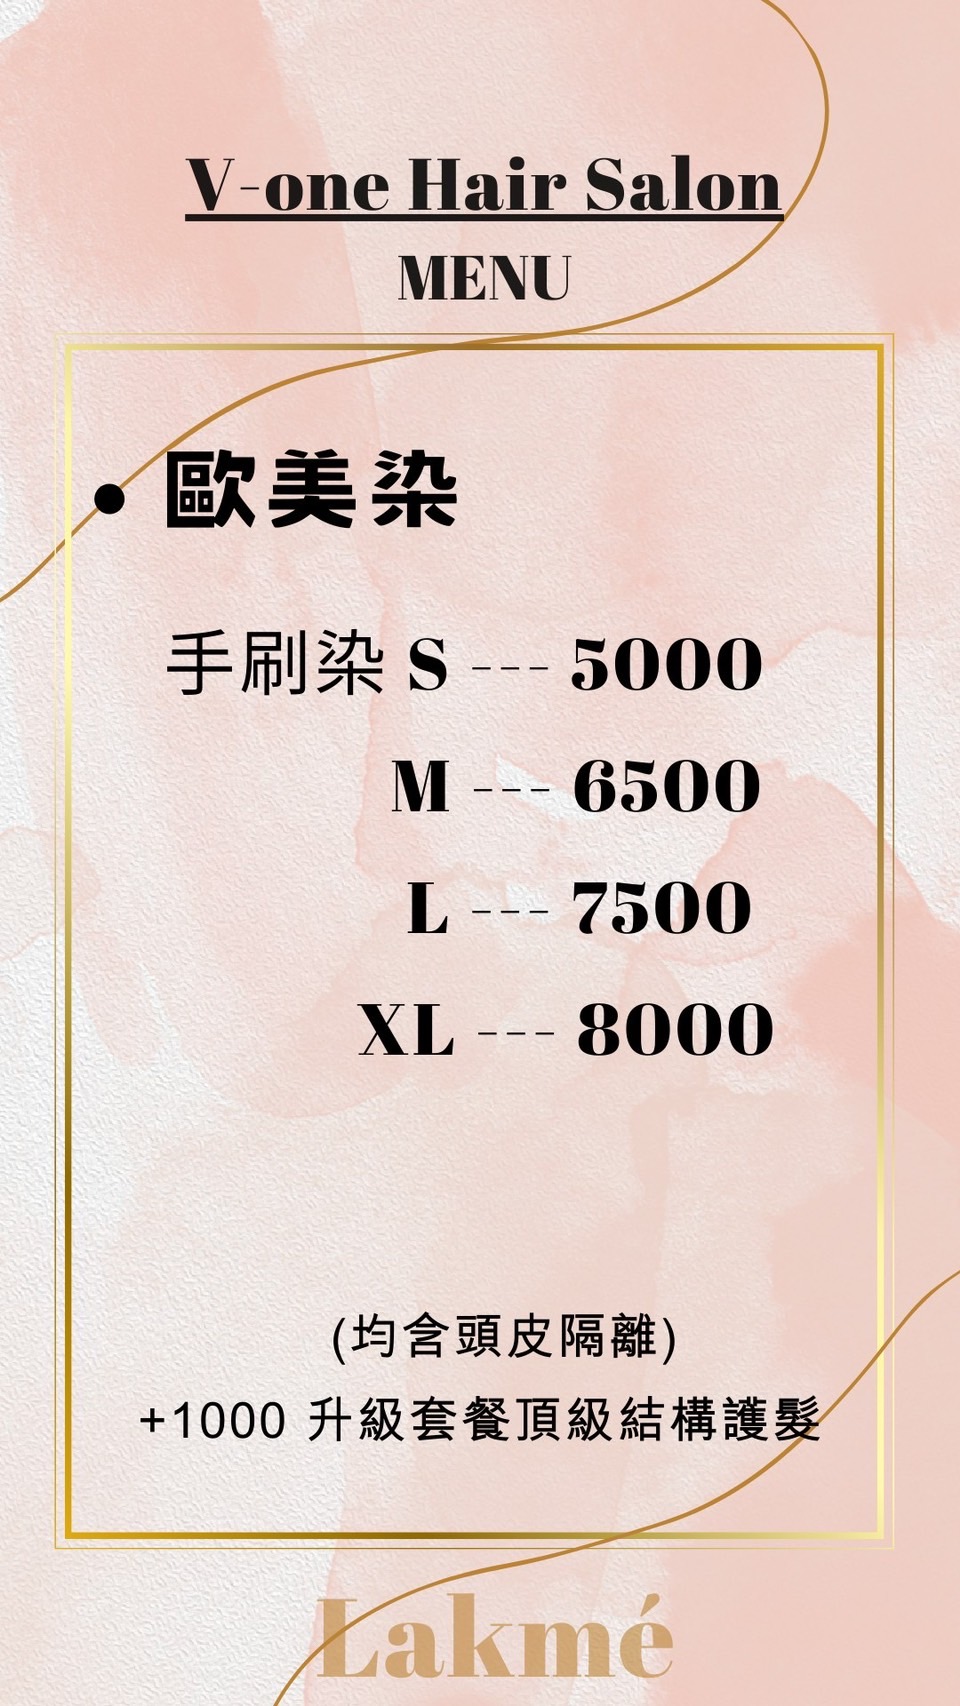 V-one Hair Salon
MENU
• 歐美染
手刷染 S --- 5000
M --- 6500
L --- 7500
XL --- 8000
(均含頭皮隔離)
+1000 升級套餐頂級結構護髮
Lakmé